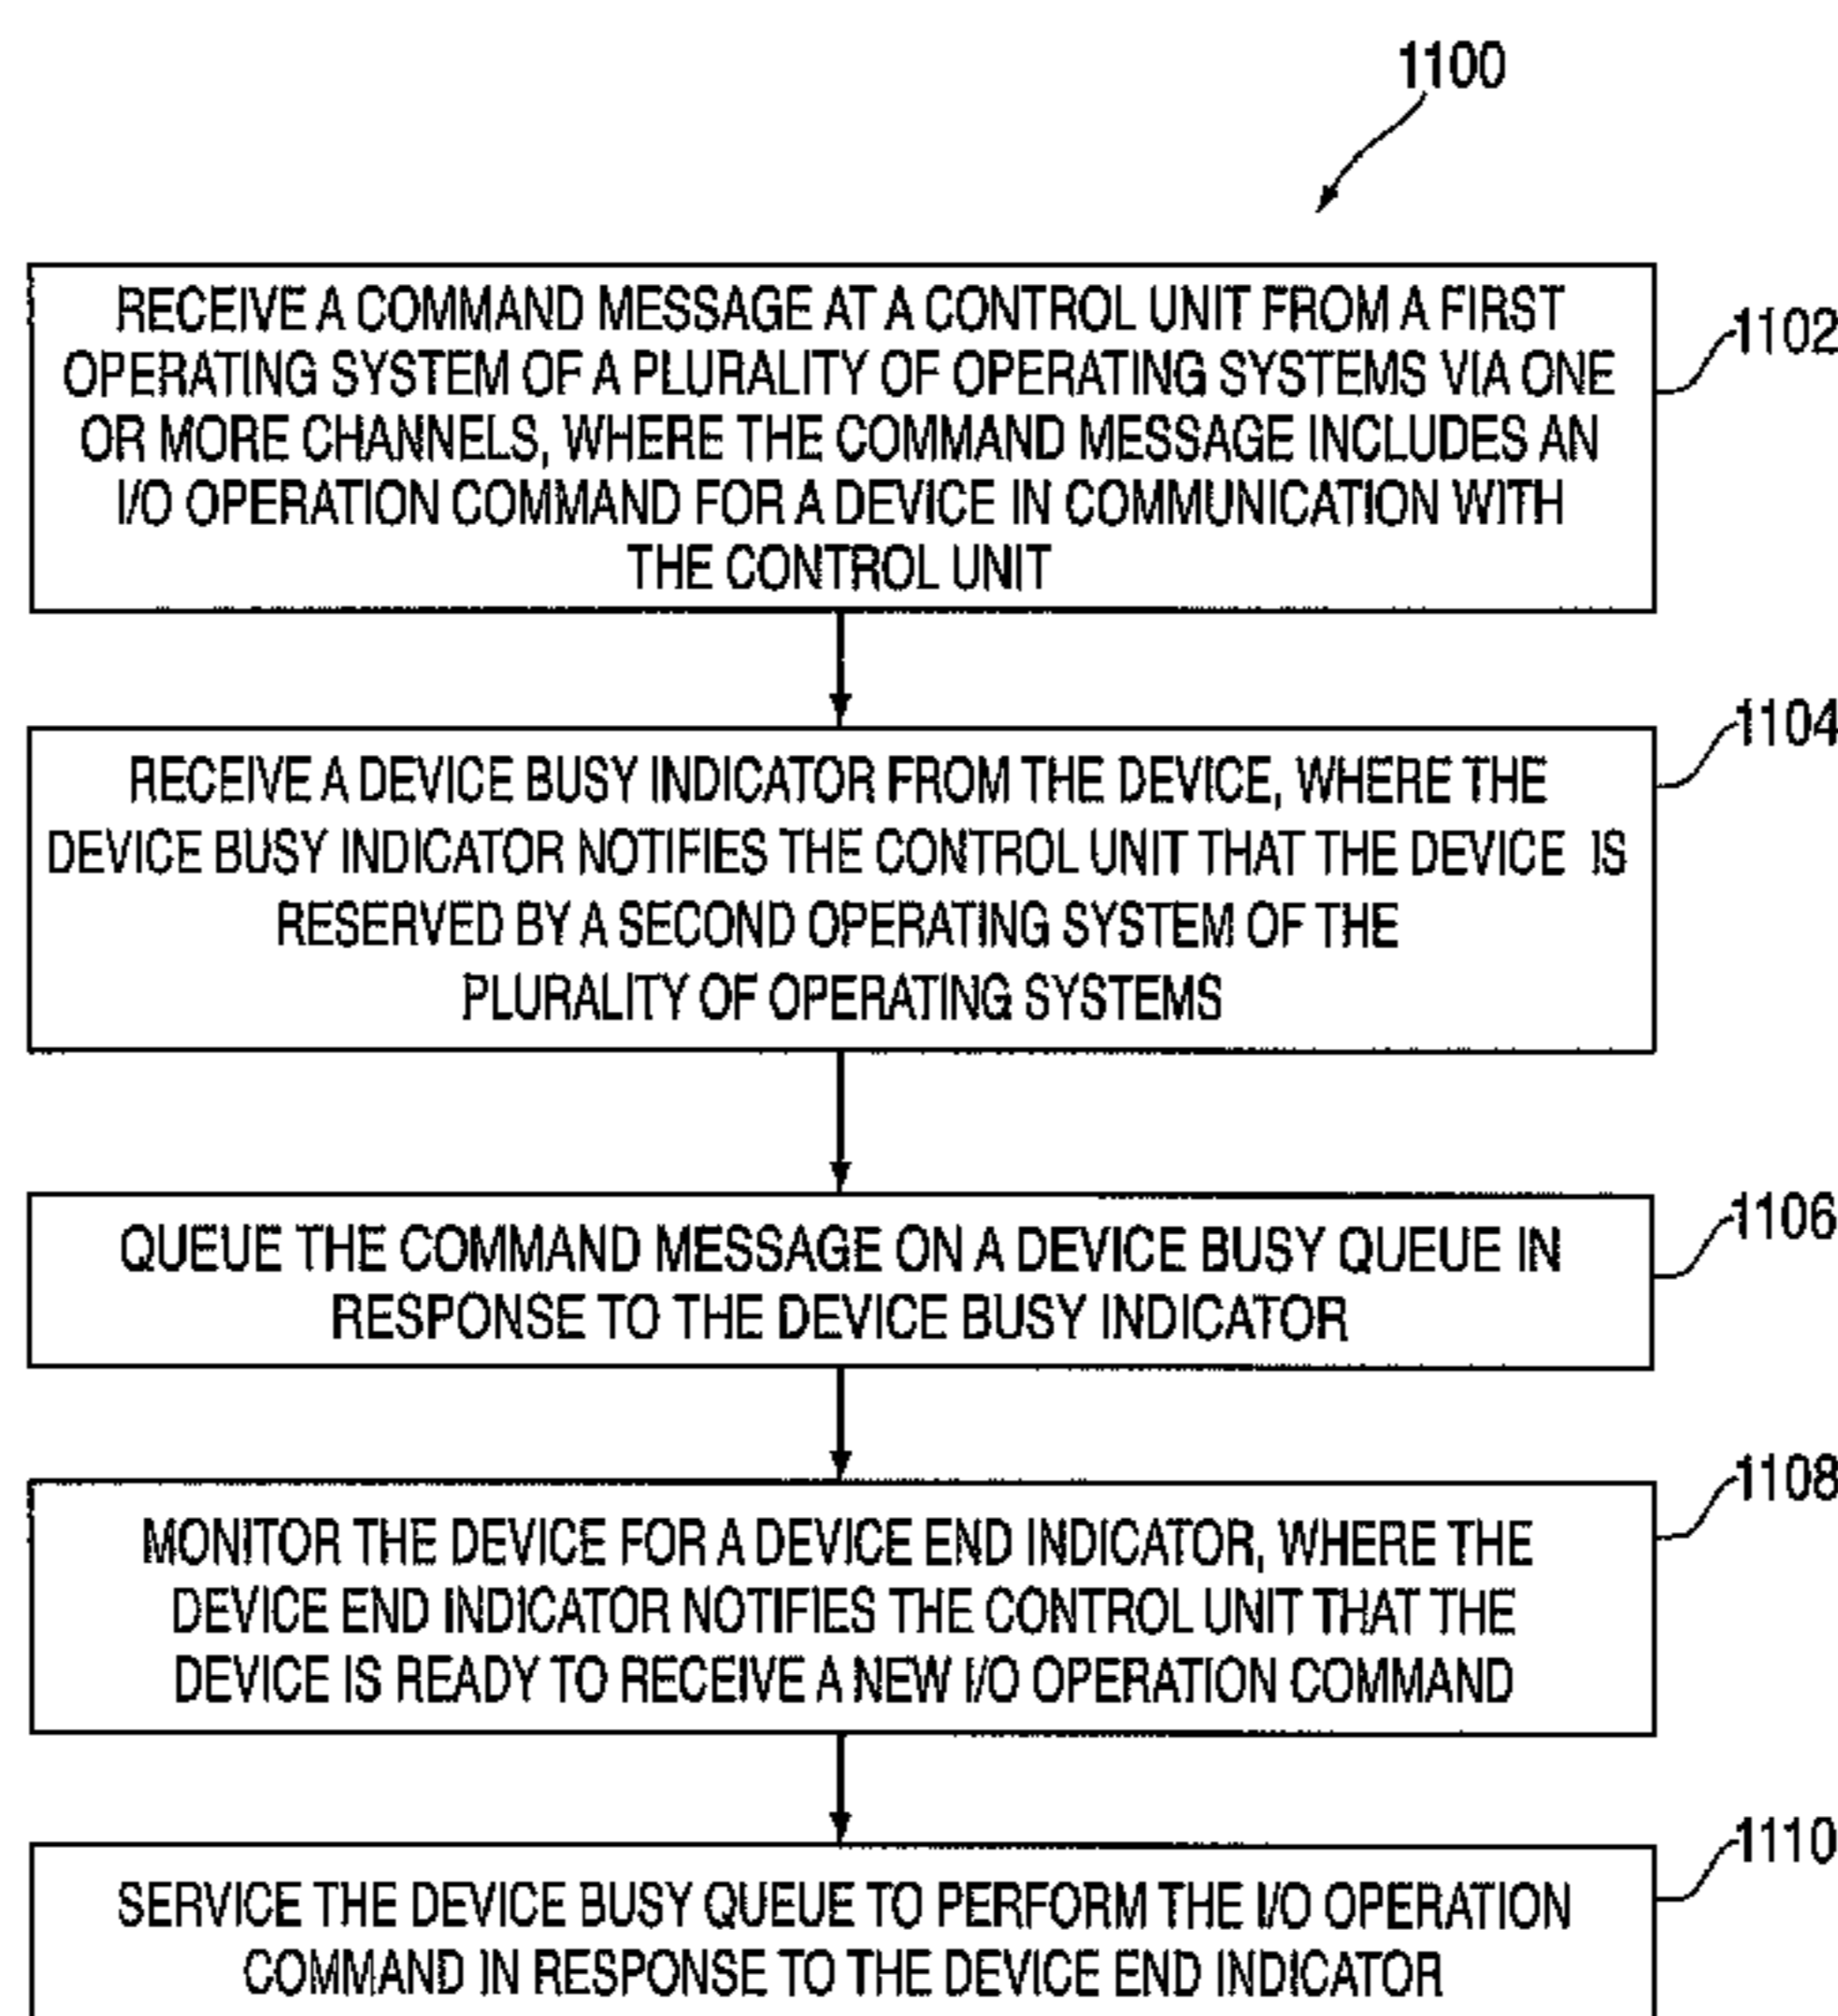 1100
RECEIVE A COMMAND MESSAGE AT A CONTROL UNIT FROM A FIRST
OPERATING SYSTEM OF A PLURALITY OF OPERATING SYSTEMS VIA ONE
OR MORE CHANNELS, WHERE THE COMMAND MESSAGE INCLUDES AN
I/O OPERATION COMMAND FOR A DEVICE IN COMMUNICATION WITH
THE CONTROL UNIT
1102
RECEIVE A DEVICE BUSY INDICATOR FROM THE DEVICE, WHERE THE
DEVICE BUSY INDICATOR NOTIFIES THE CONTROL UNIT THAT THE DEVICE IS
RESERVED BY A SECOND OPERATING SYSTEM OF THE
PLURALITY OF OPERATING SYSTEMS
1104
QUEUE THE COMMAND MESSAGE ON A DEVICE BUSY QUEUE IN
RESPONSE TO THE DEVICE BUSY INDICATOR
1106
MONITOR THE DEVICE FOR A DEVICE END INDICATOR, WHERE THE
DEVICE END INDICATOR NOTIFIES THE CONTROL UNIT THAT THE
DEVICE IS READY TO RECEIVE A NEW I/O OPERATION COMMAND
1108
SERVICE THE DEVICE BUSY QUEUE TO PERFORM THE I/O OPERATION
COMMAND IN RESPONSE TO THE DEVICE END INDICATOR
1110